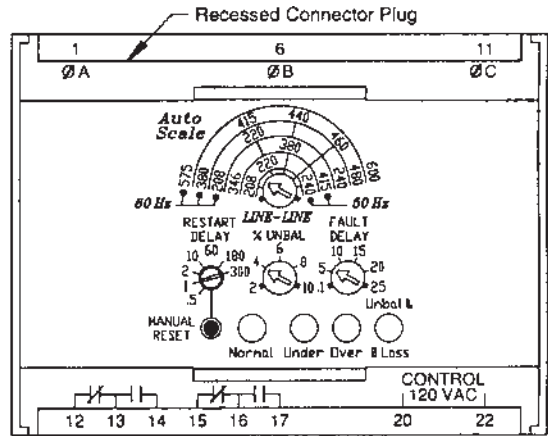 Recessed Connector Plug
1 6 11
ØA ØB ØC
Auto
Scale
415 440
220 460
380
220
575 380 208 346 208 240 415 240 480 600
60 Hz LINE-LINE 50 Hz
RESTART DELAY
% UNBAL
FAULT DELAY
10 60 180
2 300
1
.5
6
4 8
2 10
10 15
5 20
.1 25
MANUAL RESET
Unbal &
Normal Under Over Ø Loss
CONTROL
120 VAC
12 13 14 15 16 17 20 22